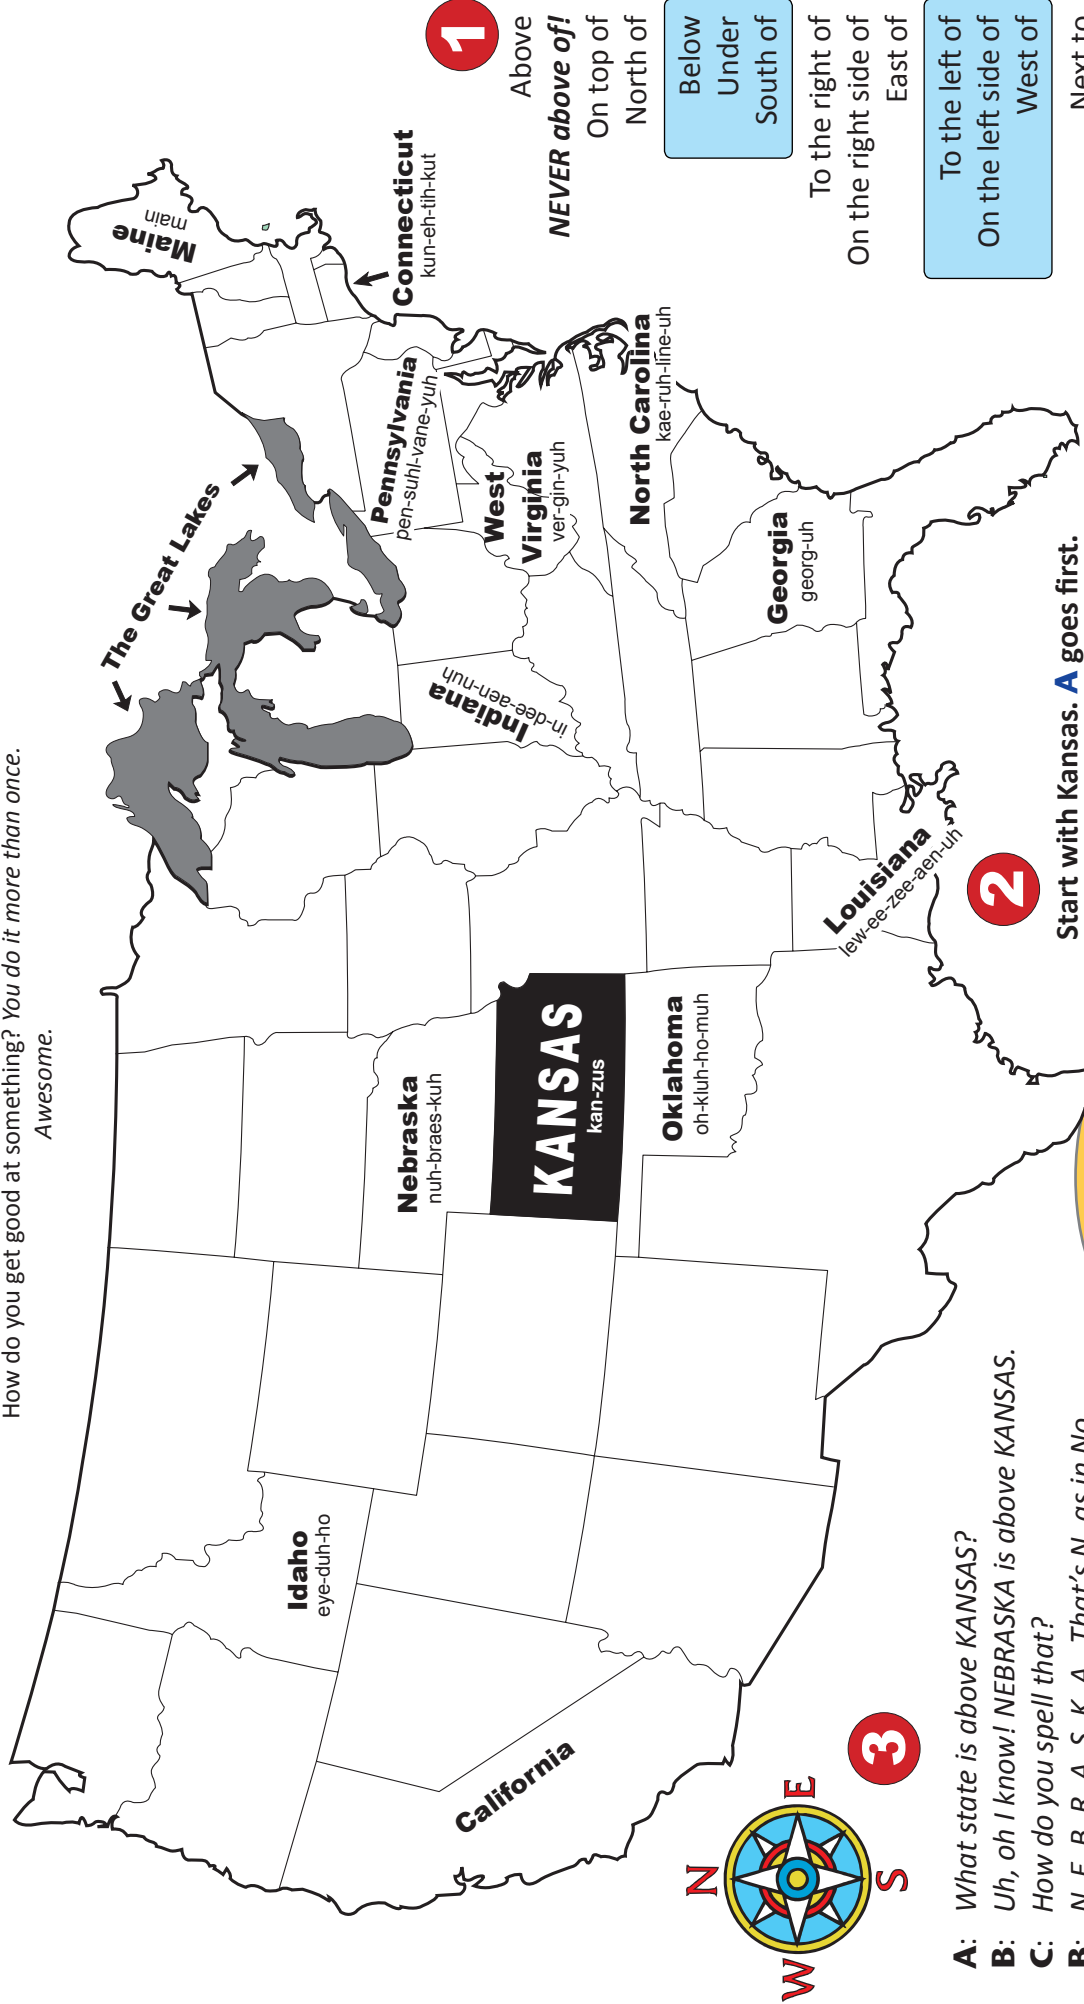 How do you get good at something? You do it more than once.
Awesome.
The Great Lakes
Maine
main
Connecticut
kun-eh-tih-kut
Pennsylvania
pen-suhl-vane-yuh
West
Virginia
ver-gin-yuh
North Carolina
kae-ruh-line-uh
Georgia
georg-uh
Indiana
in-dee-aen-nuh
Louisiana
lew-ee-zee-aen-uh
Nebraska
nuh-braes-kuh
KANSAS
kan-zus
Oklahoma
oh-kluh-ho-muh
Idaho
eye-duh-ho
California
N
W
E
S
1
Above
NEVER above of!
On top of
North of
Below
Under
South of
To the right of
On the right side of
East of
To the left of
On the left side of
West of
Next to
2
Start with Kansas. A goes first.
3
A: What state is above KANSAS?
B: Uh, oh I know! NEBRASKA is above KANSAS.
C: How do you spell that?
B: N E B R A S K A. That's N, as in No